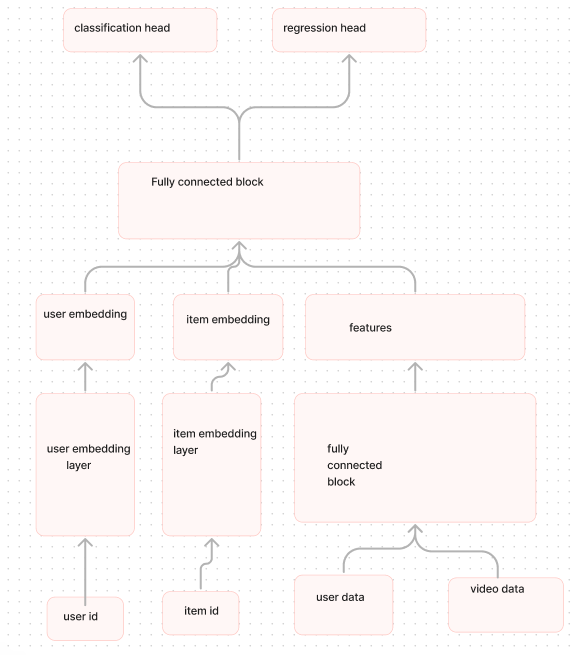 classification head
regression head
Fully connected block
user embedding
item embedding
features
user embedding
layer
item embedding
layer
fully
connected
block
user id
item id
user data
video data